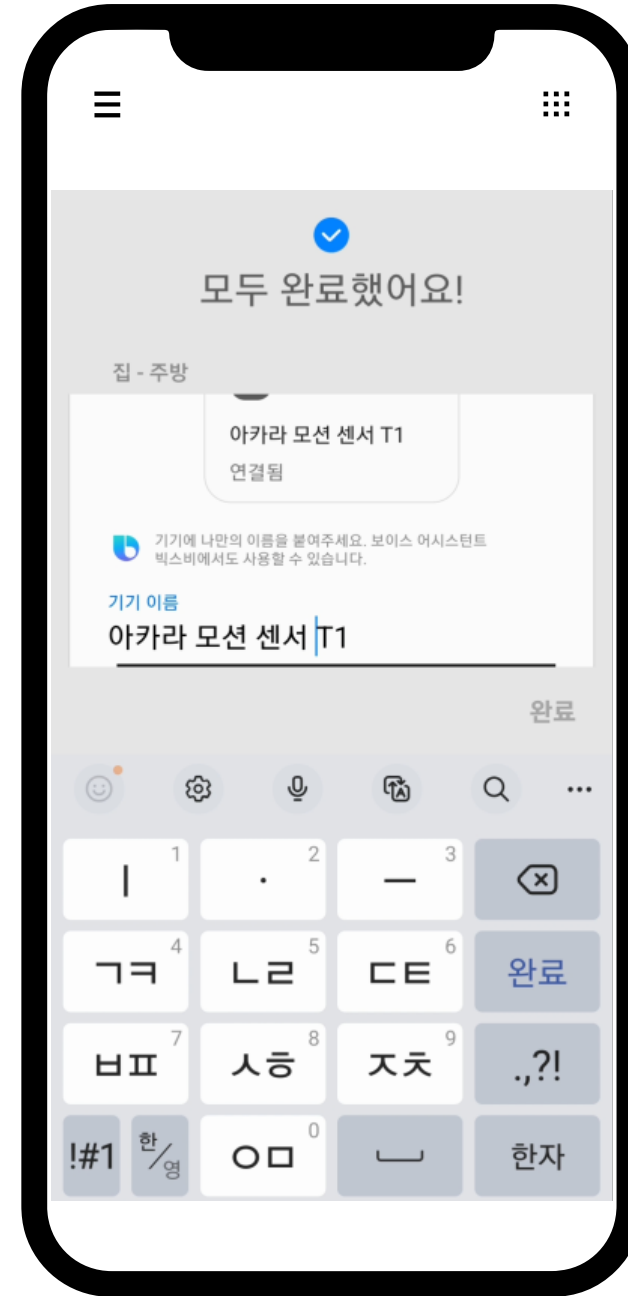 모두 완료했어요!
집 - 주방
아카라 모션 센서 T1
연결됨
기기에 나만의 이름을 붙여주세요. 보이스 어시스턴트
빅스비에서도 사용할 수 있습니다.
기기 이름
아카라 모션 센서 T1
완료
ㅣ 1 · 2 ㅡ 3
ㄱㅋ 4 ㄴㄹ 5 ㄷㅌ 6 완료
ㅂㅍ 7 ㅅㅎ 8 ㅈㅊ 9 .,?!
!#1 한/영 ㅇㅁ 0 한자